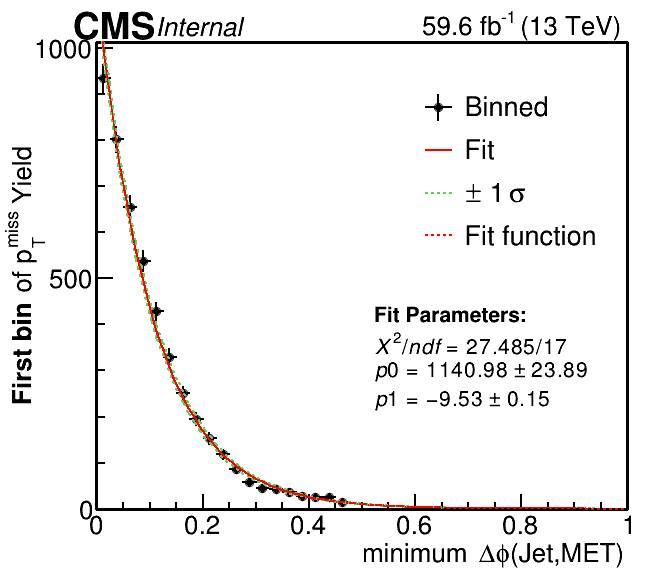 CMS Internal 59.6 fb⁻¹ (13 TeV)
1000
500
0
First bin of p_T^miss Yield
Binned
Fit
± 1 σ
Fit function
Fit Parameters:
Χ²/ndf = 27.485/17
p0 = 1140.98 ± 23.89
p1 = −9.53 ± 0.15
0 0.2 0.4 0.6 0.8 1
minimum Δϕ(Jet,MET)